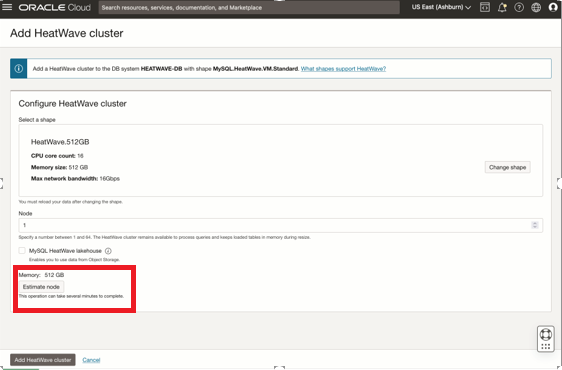 ORACLE Cloud
Search resources, services, documentation, and Marketplace
US East (Ashburn)
Add HeatWave cluster
Add a HeatWave cluster to the DB system HEATWAVE-DB with shape MySQL.HeatWave.VM.Standard. What shapes support HeatWave?
Configure HeatWave cluster
Select a shape
HeatWave.512GB
CPU core count: 16
Memory size: 512 GB
Max network bandwidth: 16Gbps
Change shape
You must reload your data after changing the shape.
Node
1
Specify a number between 1 and 64. The HeatWave cluster remains available to process queries and keeps loaded tables in memory during resize.
MySQL HeatWave lakehouse
Enables you to use data from Object Storage.
Memory: 512 GB
Estimate node
This operation can take several minutes to complete.
Add HeatWave cluster
Cancel